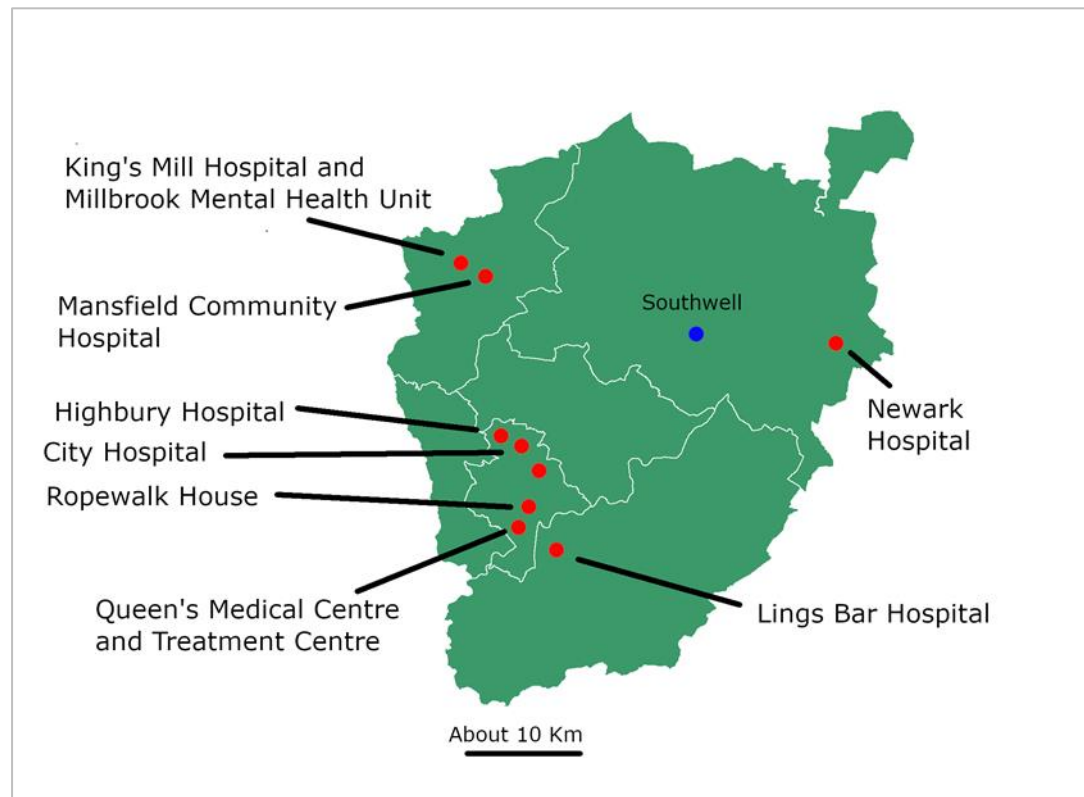 King's Mill Hospital and
Millbrook Mental Health Unit
Mansfield Community
Hospital
Southwell
Newark
Hospital
Highbury Hospital
City Hospital
Ropewalk House
Queen's Medical Centre
and Treatment Centre
Lings Bar Hospital
About 10 Km